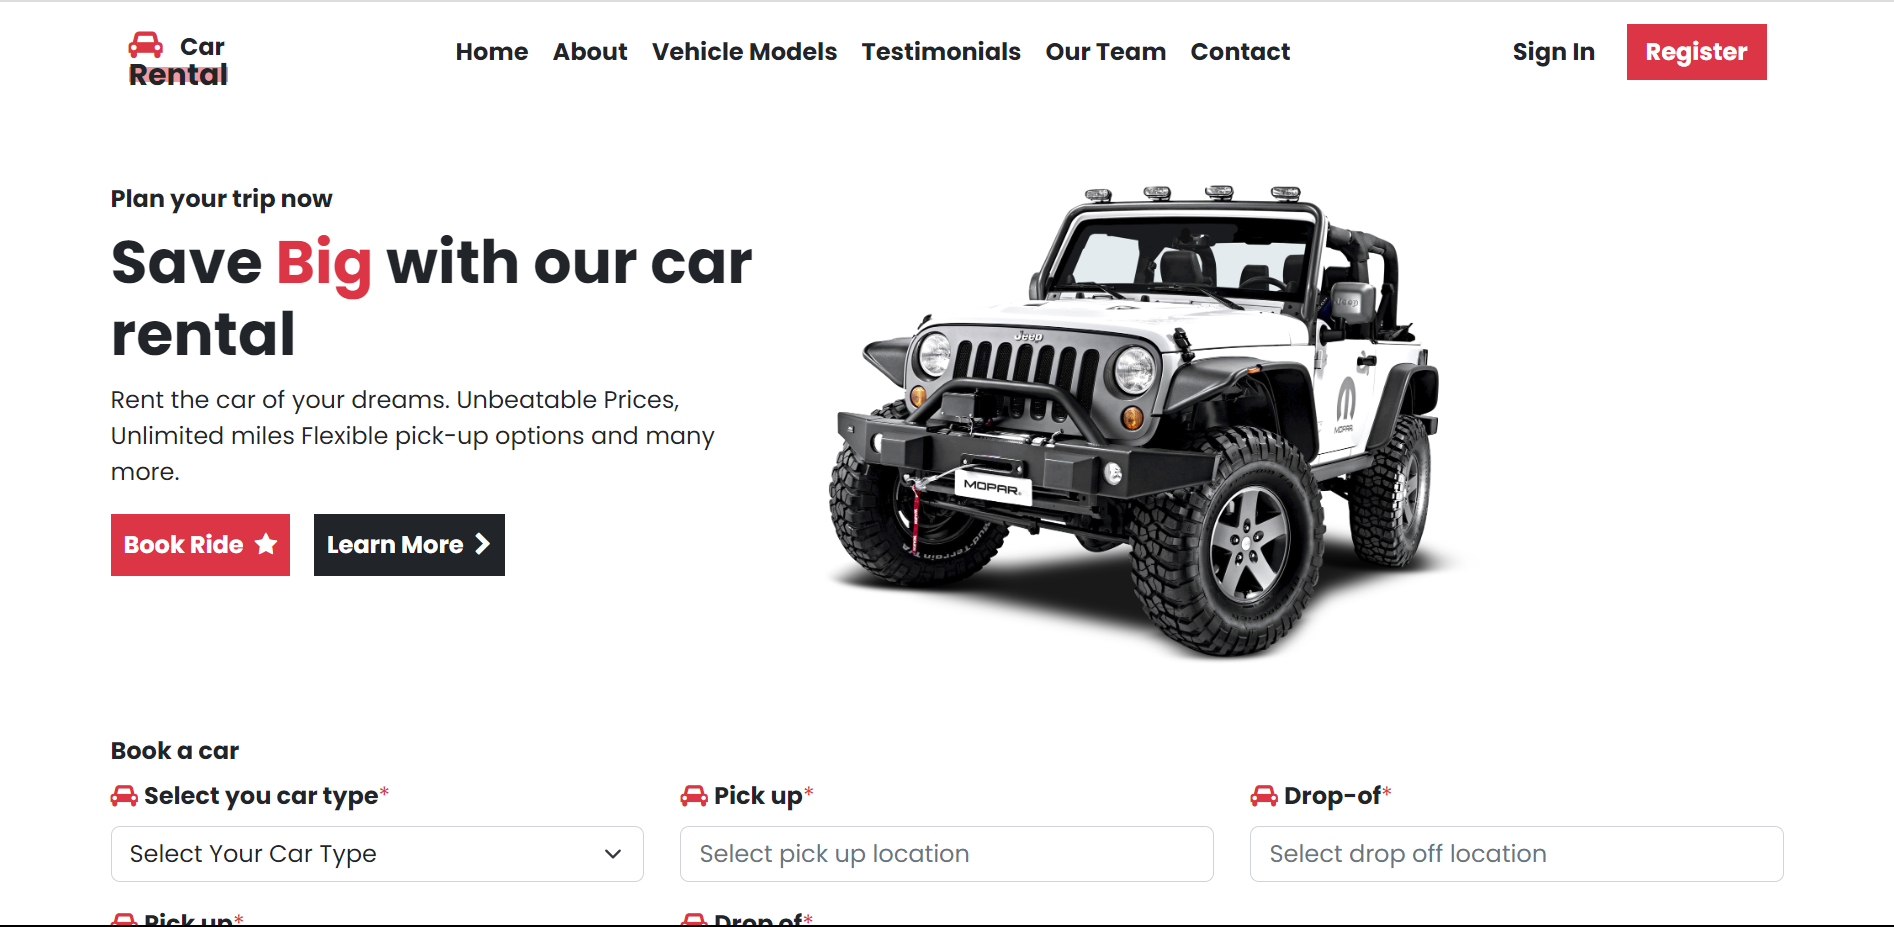 Car
Rental
Home About Vehicle Models Testimonials Our Team Contact
Sign In Register
Plan your trip now
Save Big with our car
rental
Rent the car of your dreams. Unbeatable Prices,
Unlimited miles Flexible pick-up options and many
more.
Book Ride Learn More
Jeep
Jeep
MOPAR
MOPAR
Book a car
Select you car type*
Pick up*
Drop-of*
Select Your Car Type
Select pick up location
Select drop off location
Pick up*
Drop of*